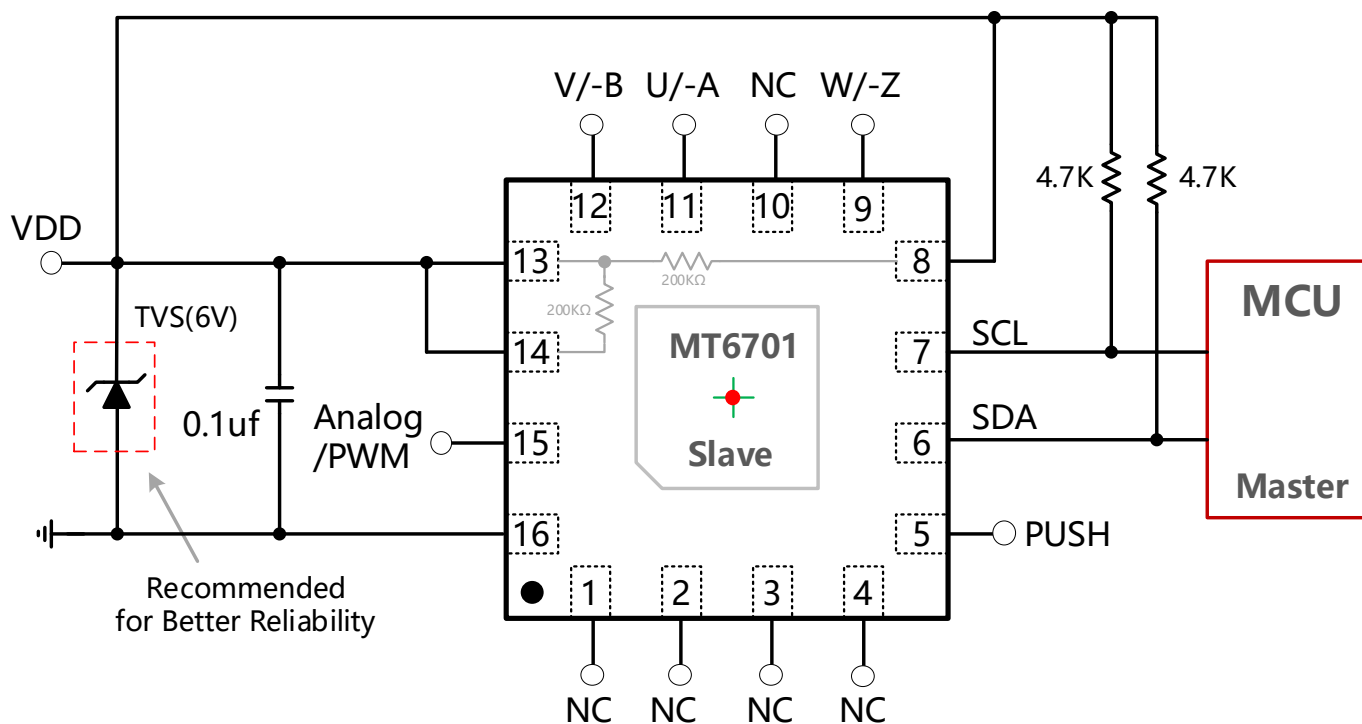 V/-B U/-A NC W/-Z
12 11 10 9
4.7K 4.7K
VDD
13 8
200KΩ
200KΩ
TVS(6V)
14 7
MT6701
SCL
MCU
0.1uf
Analog
/PWM
15 6
Slave
SDA
Master
16 5
PUSH
Recommended
for Better Reliability
1 2 3 4
NC NC NC NC